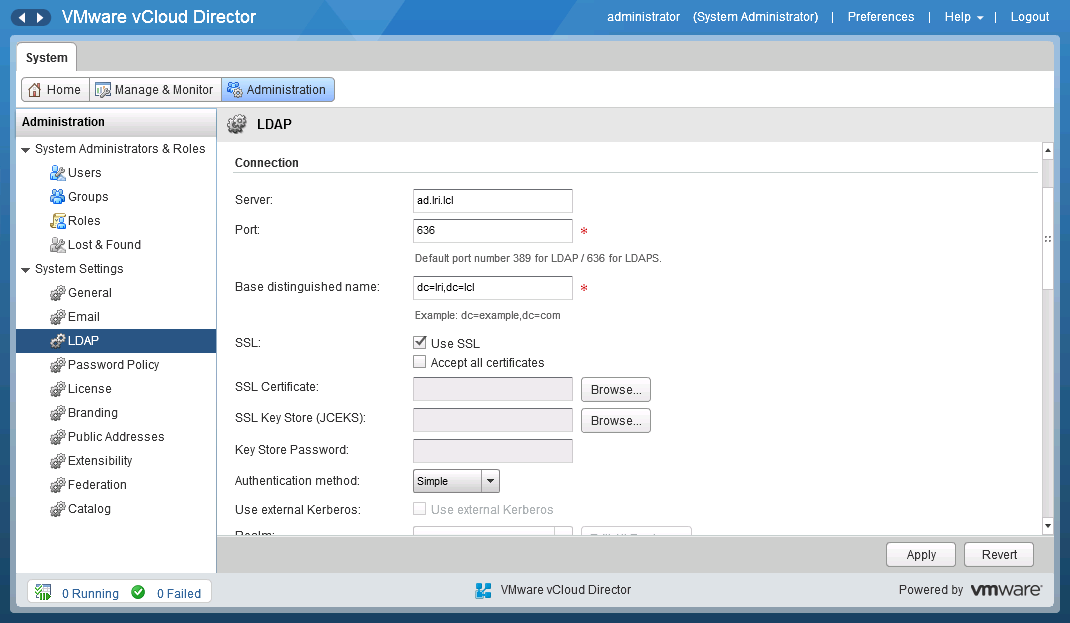 VMware vCloud Director
administrator (System Administrator) | Preferences | Help | Logout
System
Home
Manage & Monitor
Administration
Administration
System Administrators & Roles
Users
Groups
Roles
Lost & Found
System Settings
General
Email
LDAP
Password Policy
License
Branding
Public Addresses
Extensibility
Federation
Catalog
LDAP
Connection
Server: ad.lri.lcl
Port: 636 *
Default port number 389 for LDAP / 636 for LDAPS.
Base distinguished name: dc=lri,dc=lcl *
Example: dc=example,dc=com
SSL: Use SSL
Accept all certificates
SSL Certificate: Browse...
SSL Key Store (JCEKS): Browse...
Key Store Password:
Authentication method: Simple
Use external Kerberos: Use external Kerberos
Realm:
Apply Revert
0 Running 0 Failed
VMware vCloud Director
Powered by vmware